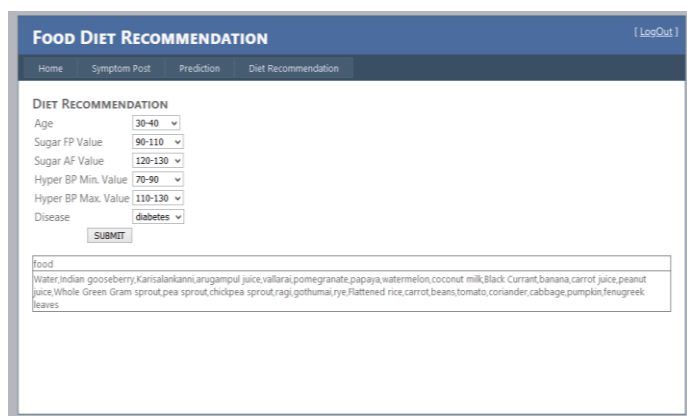 FOOD DIET RECOMMENDATION
[ LogOut ]
Home Symptom Post Prediction Diet Recommendation
DIET RECOMMENDATION
Age 30-40
Sugar FP Value 90-110
Sugar AF Value 120-130
Hyper BP Min. Value 70-90
Hyper BP Max. Value 110-130
Disease diabetes
SUBMIT
food
Water,Indian gooseberry,Karisalankanni,arugampul juice,vallarai,pomegranate,papaya,watermelon,coconut milk,Black Currant,banana,carrot juice,peanut
juice,Whole Green Gram sprout,pea sprout,chickpea sprout,ragi,gothumai,rye,Flattened rice,carrot,beans,tomato,coriander,cabbage,pumpkin,fenugreek
leaves